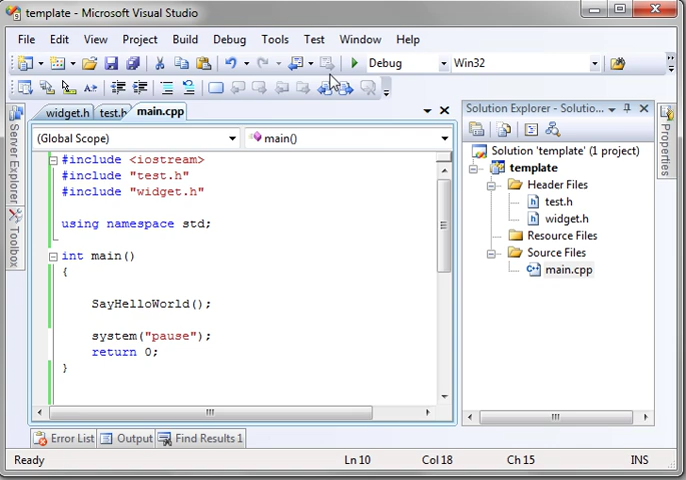 template - Microsoft Visual Studio
File Edit View Project Build Debug Tools Test Window Help
Debug Win32
widget.h test.h main.cpp
(Global Scope) main()
#include <iostream>
#include "test.h"
#include "widget.h"
using namespace std;
int main()
{
SayHelloWorld();
system("pause");
return 0;
}
Server Explorer
Toolbox
Solution Explorer - Solutio...
Solution 'template' (1 project)
template
Header Files
test.h
widget.h
Resource Files
Source Files
main.cpp
Properties
Error List Output Find Results 1
Ready Ln 10 Col 18 Ch 15 INS